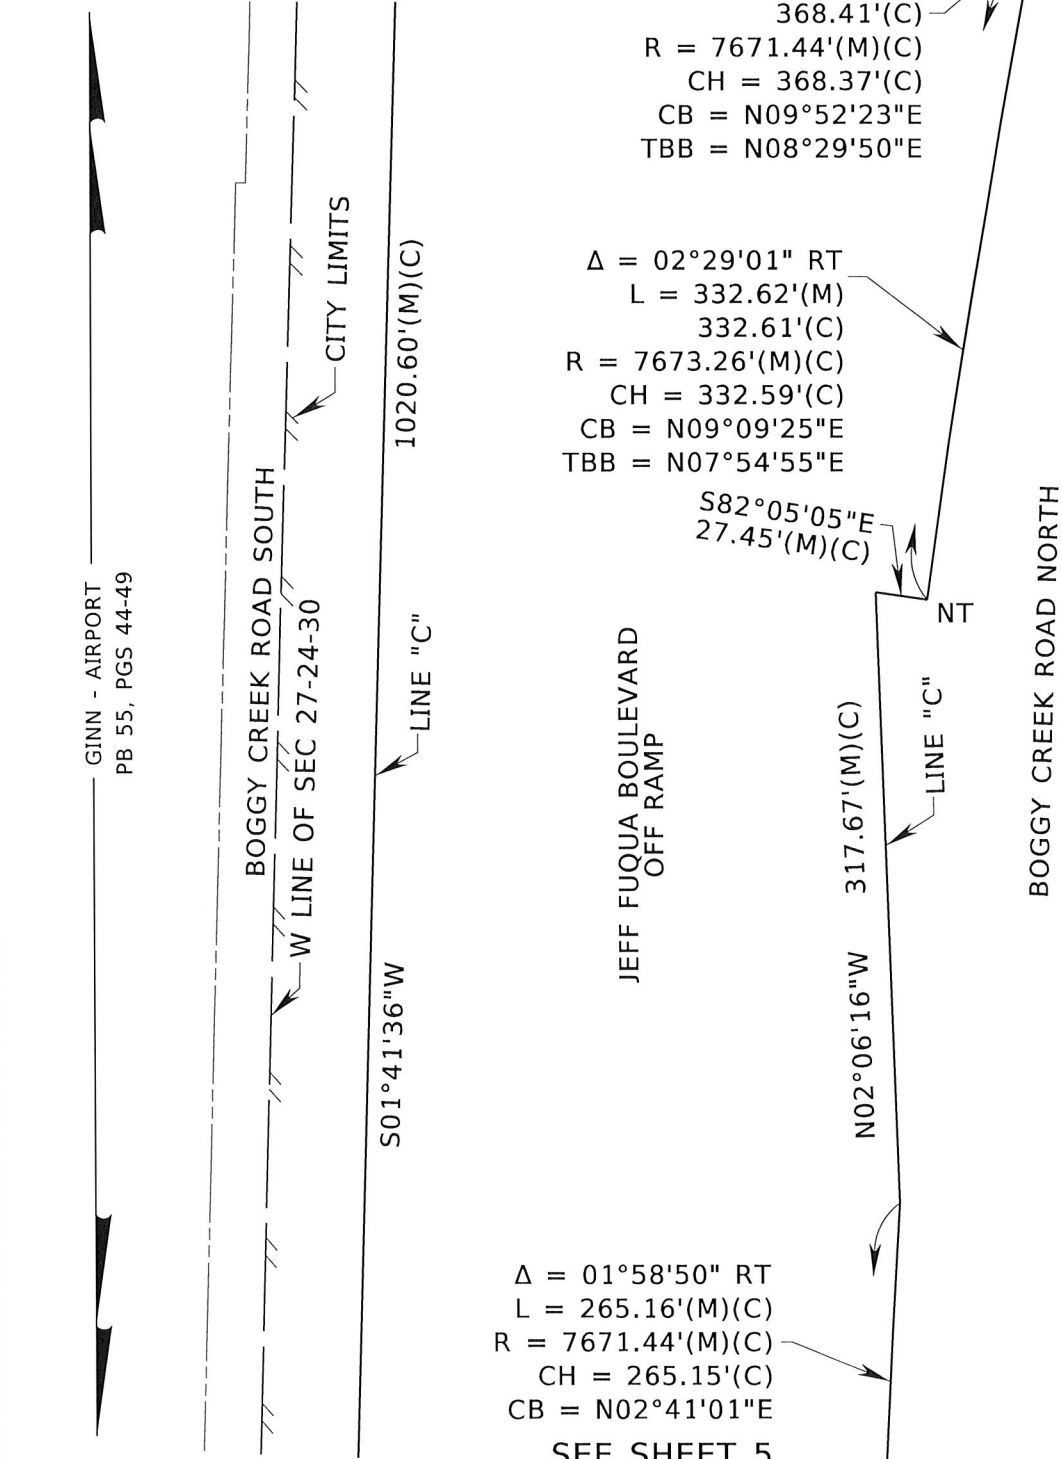 368.41'(C)
R = 7671.44'(M)(C)
CH = 368.37'(C)
CB = N09°52'23"E
TBB = N08°29'50"E
Δ = 02°29'01" RT
L = 332.62'(M)
332.61'(C)
R = 7673.26'(M)(C)
CH = 332.59'(C)
CB = N09°09'25"E
TBB = N07°54'55"E
S82°05'05"E
27.45'(M)(C)
NT
CITY LIMITS
1020.60'(M)(C)
GINN - AIRPORT
PB 55, PGS 44-49
BOGGY CREEK ROAD SOUTH
W LINE OF SEC 27-24-30
LINE "C"
S01°41'36"W
JEFF FUQUA BOULEVARD
OFF RAMP
317.67'(M)(C)
LINE "C"
N02°06'16"W
BOGGY CREEK ROAD NORTH
Δ = 01°58'50" RT
L = 265.16'(M)(C)
R = 7671.44'(M)(C)
CH = 265.15'(C)
CB = N02°41'01"E
SEE SHEET 5